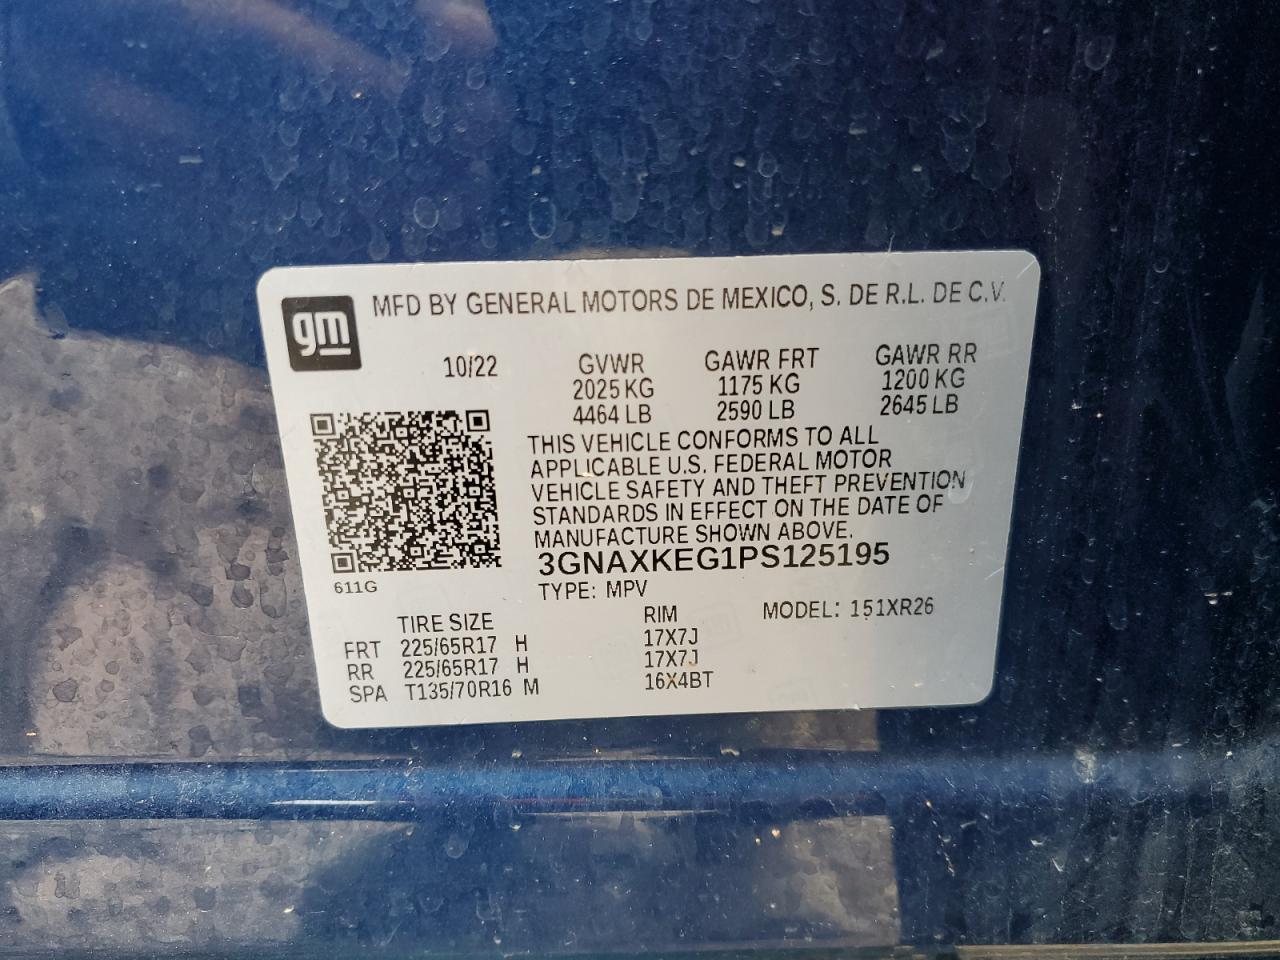 gm
MFD BY GENERAL MOTORS DE MEXICO, S. DE R.L. DE C.V.
10/22 GVWR GAWR FRT GAWR RR
2025 KG 1175 KG 1200 KG
4464 LB 2590 LB 2645 LB
THIS VEHICLE CONFORMS TO ALL
APPLICABLE U.S. FEDERAL MOTOR
VEHICLE SAFETY AND THEFT PREVENTION
STANDARDS IN EFFECT ON THE DATE OF
MANUFACTURE SHOWN ABOVE.
3GNAXKEG1PS125195
611G
TYPE: MPV
TIRE SIZE RIM MODEL: 151XR26
FRT 225/65R17 H 17X7J
RR 225/65R17 H 17X7J
SPA T135/70R16 M 16X4BT